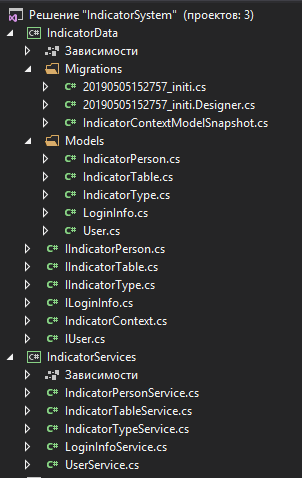 Решение "IndicatorSystem" (проектов: 3)
IndicatorData
Зависимости
Migrations
20190505152757_initi.cs
20190505152757_initi.Designer.cs
IndicatorContextModelSnapshot.cs
Models
IndicatorPerson.cs
IndicatorTable.cs
IndicatorType.cs
LoginInfo.cs
User.cs
IIndicatorPerson.cs
IIndicatorTable.cs
IIndicatorType.cs
ILoginInfo.cs
IndicatorContext.cs
IUser.cs
IndicatorServices
Зависимости
IndicatorPersonService.cs
IndicatorTableService.cs
IndicatorTypeService.cs
LoginInfoService.cs
UserService.cs